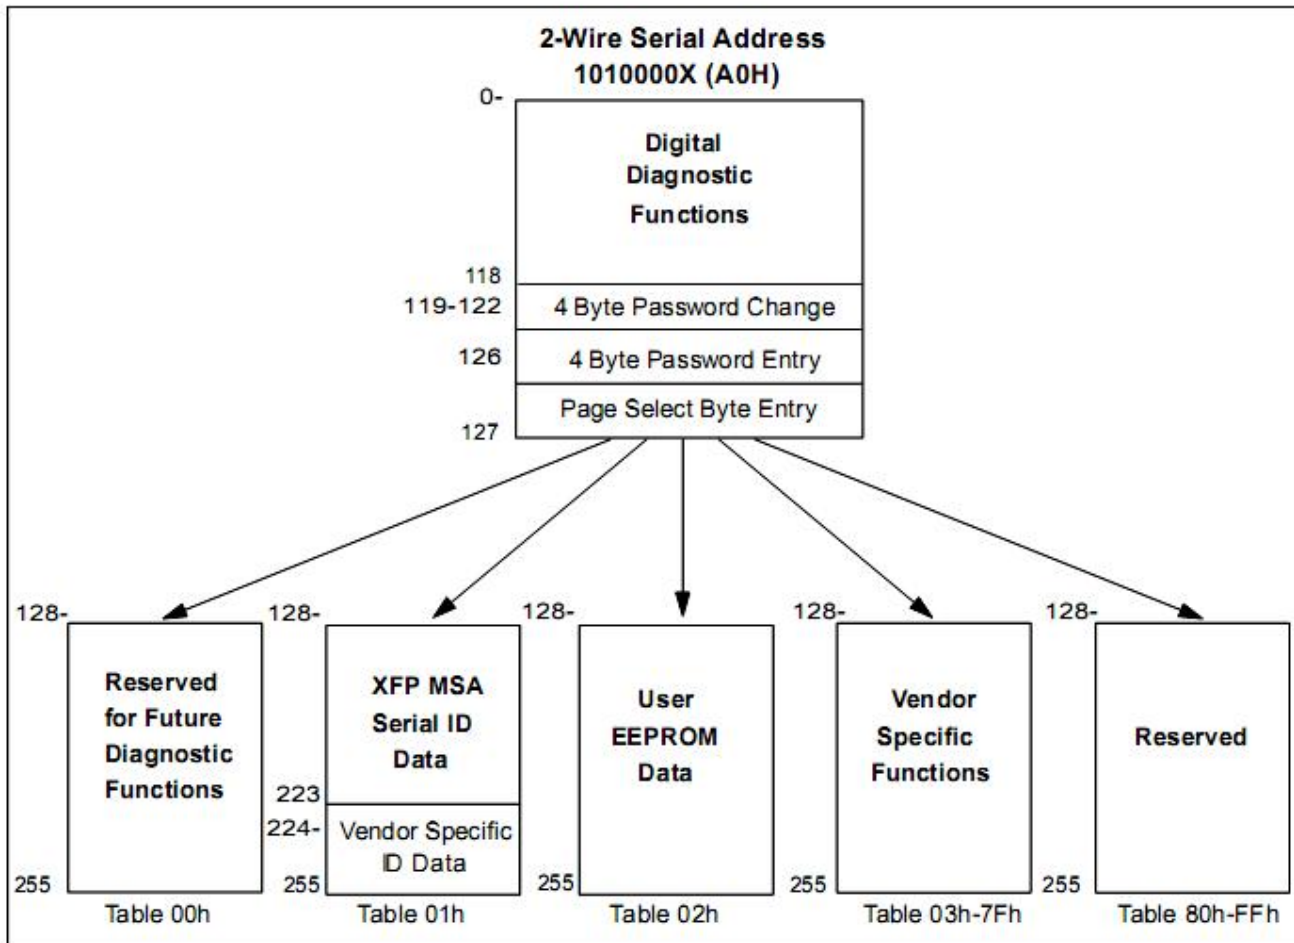 2-Wire Serial Address
1010000X (A0H)
0-
Digital
Diagnostic
Functions
118
119-122
4 Byte Password Change
126
4 Byte Password Entry
Page Select Byte Entry
127
128-
128-
128-
128-
128-
Reserved
for Future
Diagnostic
Functions
255
Table 00h
XFP MSA
Serial ID
Data
223
224-
Vendor Specific
ID Data
255
Table 01h
User
EEPROM
Data
255
Table 02h
Vendor
Specific
Functions
255
Table 03h-7Fh
Reserved
255
Table 80h-FFh